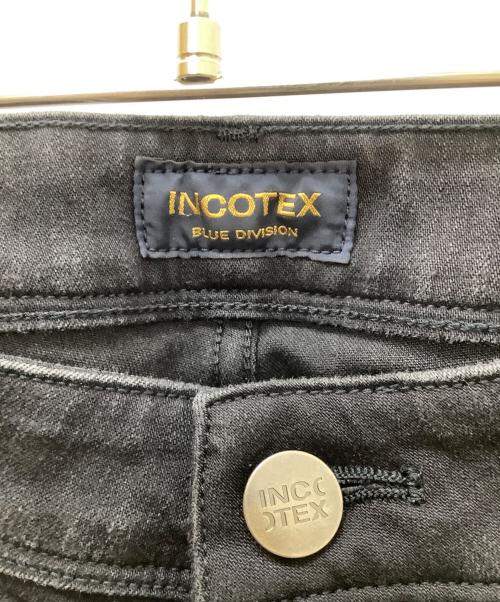 INCOTEX
BLUE DIVISION
INCO
OTEX